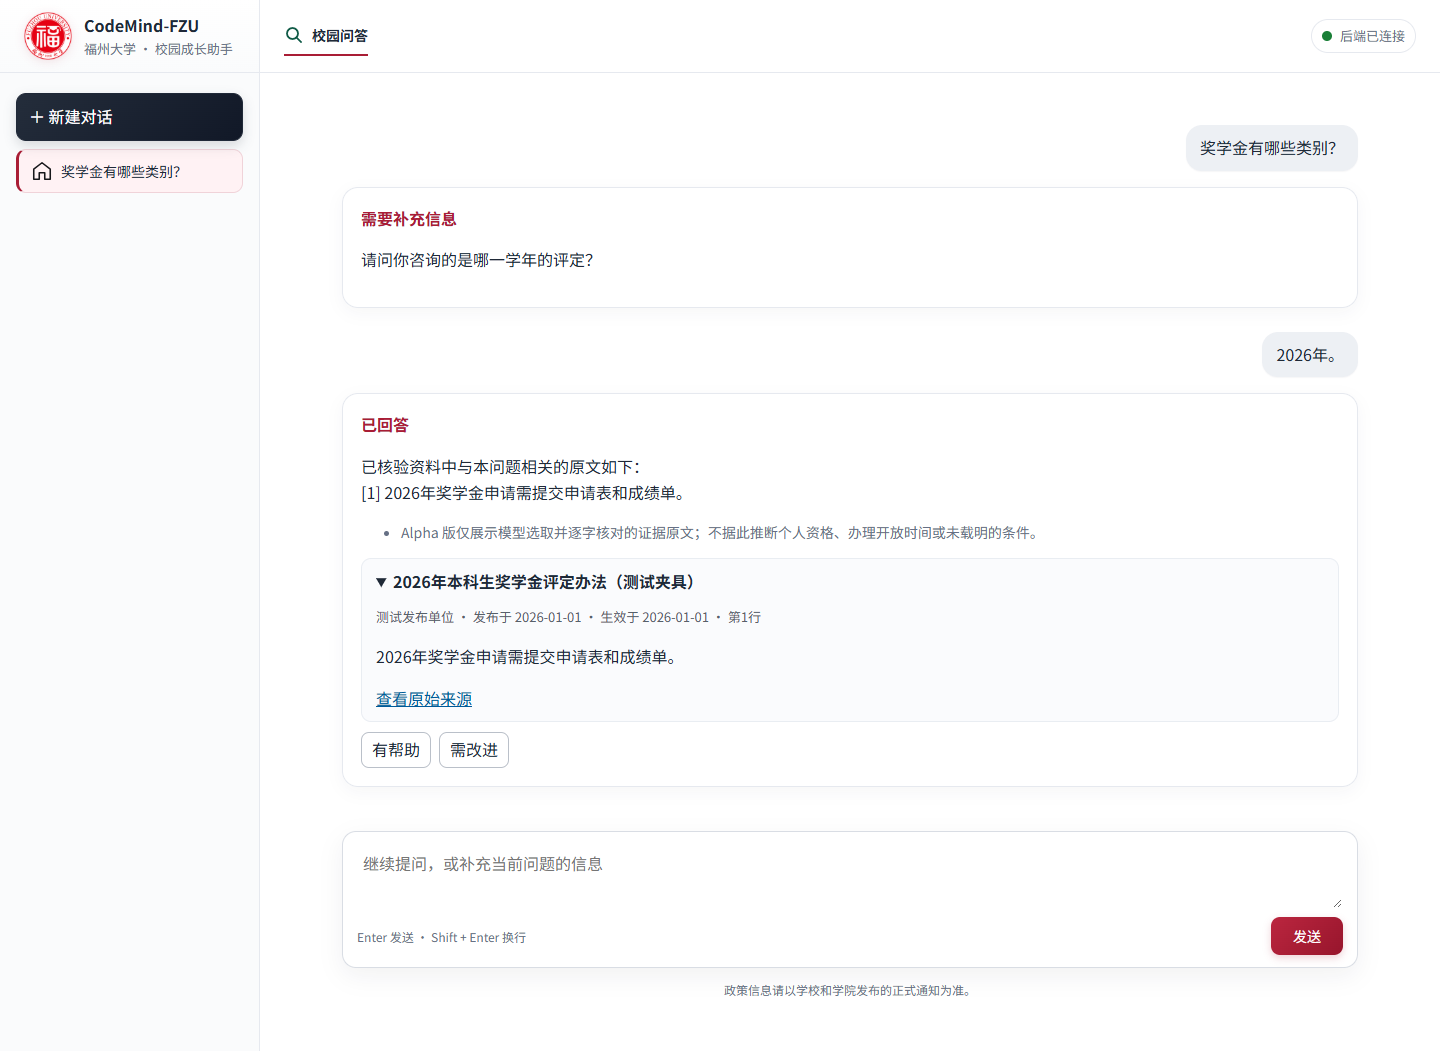 CodeMind-FZU
福州大学 · 校园成长助手
校园问答
后端已连接
+ 新建对话
奖学金有哪些类别？
奖学金有哪些类别？
需要补充信息
请问你咨询的是哪一学年的评定？
2026年。
已回答
已核验资料中与本问题相关的原文如下：
[1] 2026年奖学金申请需提交申请表和成绩单。
• Alpha 版仅展示模型选取并逐字核对的证据原文；不据此推断个人资格、办理开放时间或未载明的条件。
▼ 2026年本科生奖学金评定办法（测试夹具）
测试发布单位 · 发布于 2026-01-01 · 生效于 2026-01-01 · 第1行
2026年奖学金申请需提交申请表和成绩单。
查看原始来源
有帮助 需改进
继续提问，或补充当前问题的信息
Enter 发送 · Shift + Enter 换行
发送
政策信息请以学校和学院发布的正式通知为准。